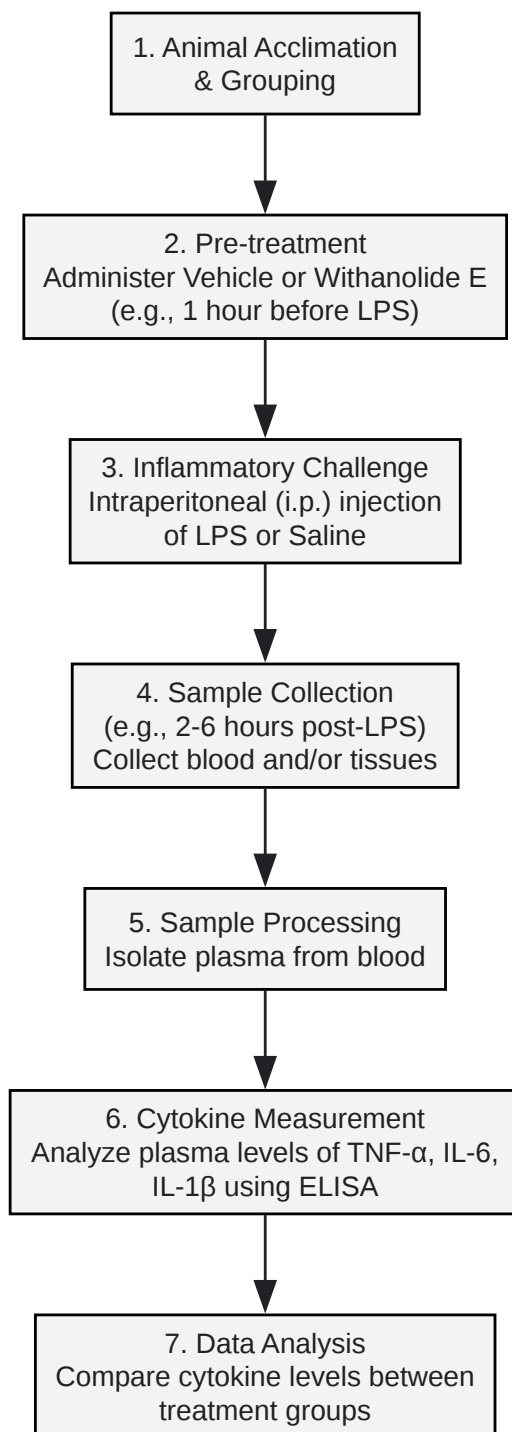 1. Animal Acclimation
& Grouping
2. Pre-treatment
Administer Vehicle or Withanolide E
(e.g., 1 hour before LPS)
3. Inflammatory Challenge
Intraperitoneal (i.p.) injection
of LPS or Saline
4. Sample Collection
(e.g., 2-6 hours post-LPS)
Collect blood and/or tissues
5. Sample Processing
Isolate plasma from blood
6. Cytokine Measurement
Analyze plasma levels of TNF-α, IL-6,
IL-1β using ELISA
7. Data Analysis
Compare cytokine levels between
treatment groups